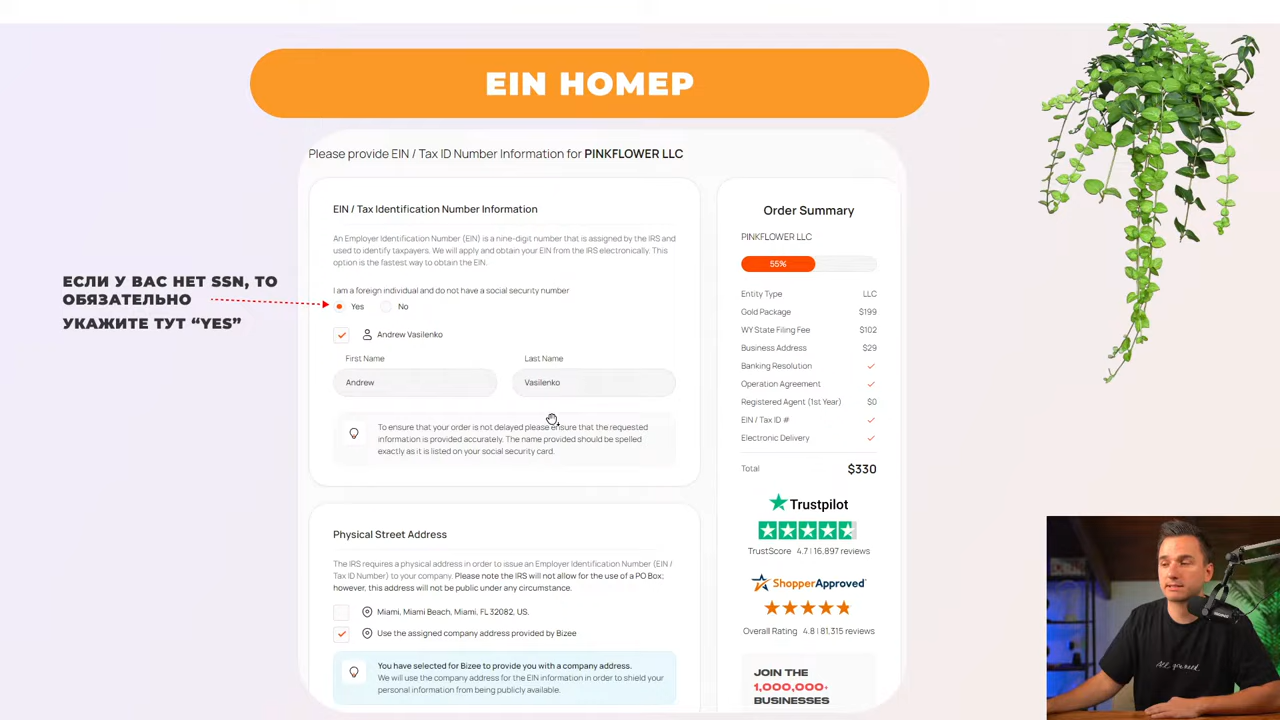 EIN НОМЕР
Please provide EIN / Tax ID Number Information for PINKFLOWER LLC
EIN / Tax Identification Number Information
An Employer Identification Number (EIN) is a nine-digit number that is assigned by the IRS and
used to identify taxpayers. We will apply and obtain your EIN from the IRS electronically. This
option is the fastest way to obtain the EIN.
ЕСЛИ У ВАС НЕТ SSN, ТО
ОБЯЗАТЕЛЬНО
УКАЖИТЕ ТУТ “YES”
I am a foreign individual and do not have a social security number
Yes No
Andrew Vasilenko
First Name Last Name
Andrew Vasilenko
To ensure that your order is not delayed please ensure that the requested
information is provided accurately. The name provided should be spelled
exactly as it is listed on your social security card.
Physical Street Address
The IRS requires a physical address in order to issue an Employer Identification Number (EIN /
Tax ID Number) to your company. Please note the IRS will not allow for the use of a PO Box;
however, this address will not be public under any circumstance.
Miami, Miami Beach, Miami, FL 32082, US.
Use the assigned company address provided by Bizee
You have selected for Bizee to provide you with a company address.
We will use the company address for the EIN information in order to shield your
personal information from being publicly available.
Order Summary
PINKFLOWER LLC
55%
Entity Type LLC
Gold Package $199
WY State Filing Fee $102
Business Address $29
Banking Resolution
Operation Agreement
Registered Agent (1st Year) $0
EIN / Tax ID #
Electronic Delivery
Total $330
Trustpilot
TrustScore 4.7 | 16,897 reviews
ShopperApproved
Overall Rating 4.8 | 81,315 reviews
JOIN THE
1,000,000+
BUSINESSES